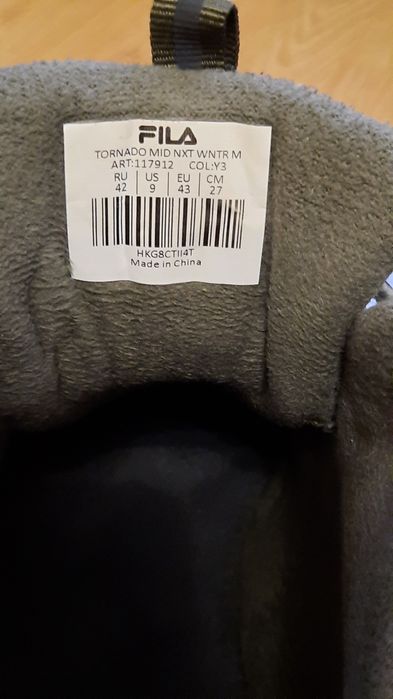 FILA
TORNADO MID NXT WNTR M
ART:117912 COL:Y3
RU US EU CM
42 9 43 27
HKG8CTII4T
Made in China